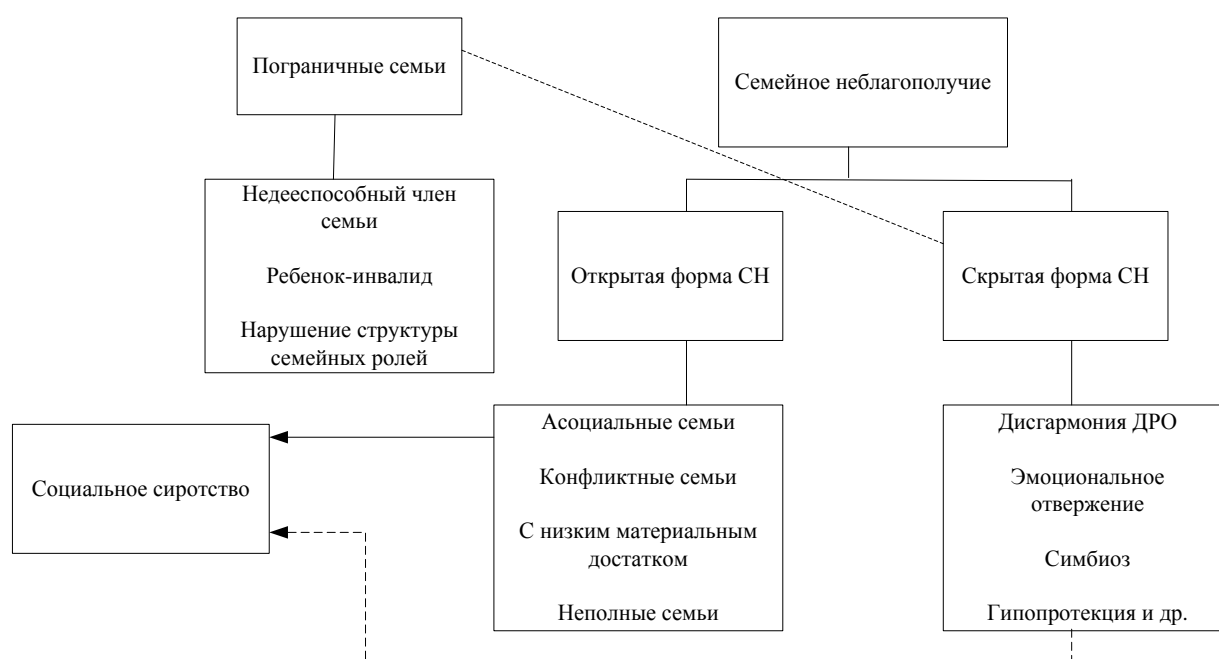 Пограничные семьи
Семейное неблагополучие
Недееспособный член
семьи
Ребенок-инвалид
Нарушение структуры
семейных ролей
Открытая форма СН
Скрытая форма СН
Социальное сиротство
Асоциальные семьи
Конфликтные семьи
С низким материальным
достатком
Неполные семьи
Дисгармония ДРО
Эмоциональное
отвержение
Симбиоз
Гипопротекция и др.